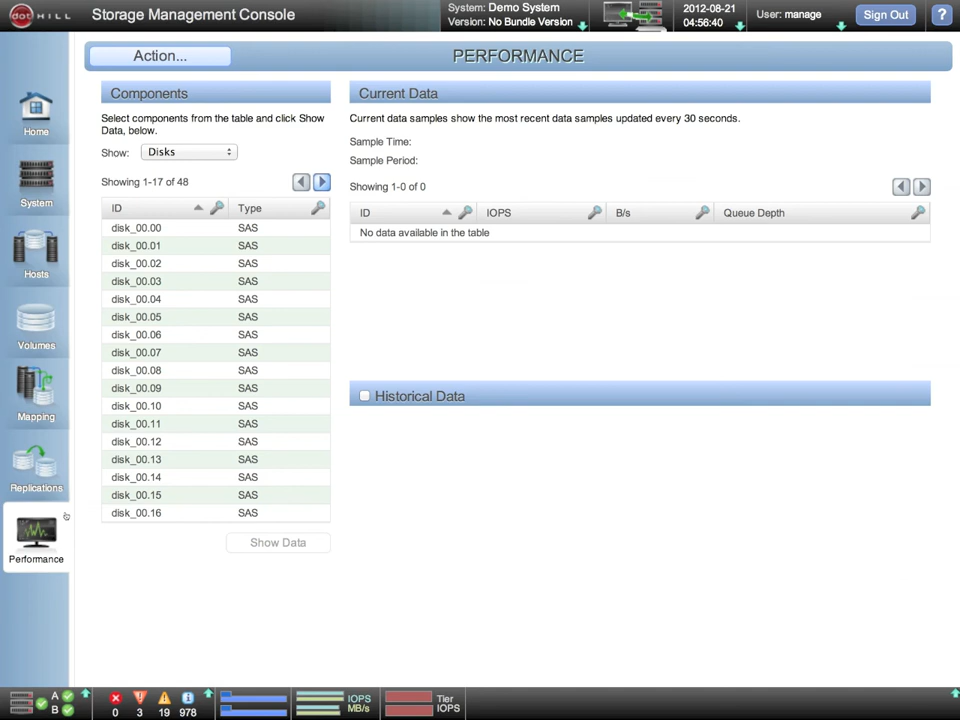 dot HILL
Storage Management Console
System: Demo System
Version: No Bundle Version
2012-08-21
04:56:40
User: manage
Sign Out
?
Action...
PERFORMANCE
Home
System
Hosts
Volumes
Mapping
Replications
Performance
Components
Select components from the table and click Show
Data, below.
Show: Disks
Showing 1-17 of 48
ID Type
disk_00.00 SAS
disk_00.01 SAS
disk_00.02 SAS
disk_00.03 SAS
disk_00.04 SAS
disk_00.05 SAS
disk_00.06 SAS
disk_00.07 SAS
disk_00.08 SAS
disk_00.09 SAS
disk_00.10 SAS
disk_00.11 SAS
disk_00.12 SAS
disk_00.13 SAS
disk_00.14 SAS
disk_00.15 SAS
disk_00.16 SAS
Show Data
Current Data
Current data samples show the most recent data samples updated every 30 seconds.
Sample Time:
Sample Period:
Showing 1-0 of 0
ID IOPS B/s Queue Depth
No data available in the table
Historical Data
A
B
0 3 19 978
IOPS
MB/s
Tier
IOPS